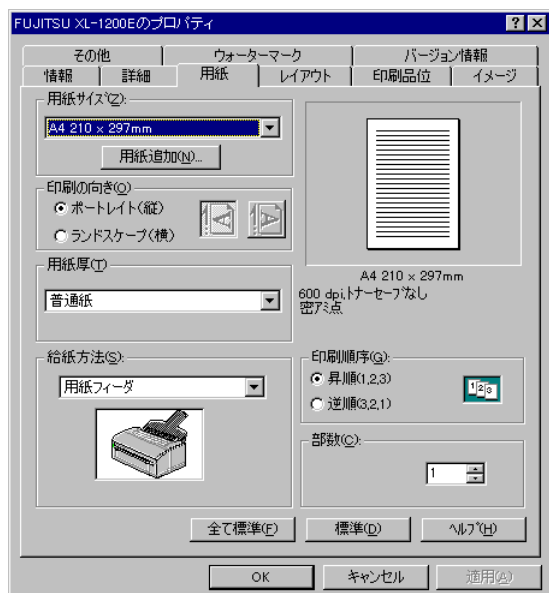 FUJITSU XL-1200Eのプロパティ
その他 ウォーターマーク バージョン情報
情報 詳細 用紙 レイアウト 印刷品位 イメージ
用紙サイズ(Z):
A4 210 x 297mm
用紙追加(N)...
印刷の向き(O)
ポートレイト(縦)
ランドスケープ(横)
用紙厚(T)
普通紙
A4 210 x 297mm
600 dpi,トナーセーブなし
密アミ点
給紙方法(S):
用紙フィーダ
印刷順序(G):
昇順(1,2,3)
逆順(3,2,1)
部数(C):
1
全て標準(F) 標準(D) ヘルプ(H)
OK キャンセル 適用(A)